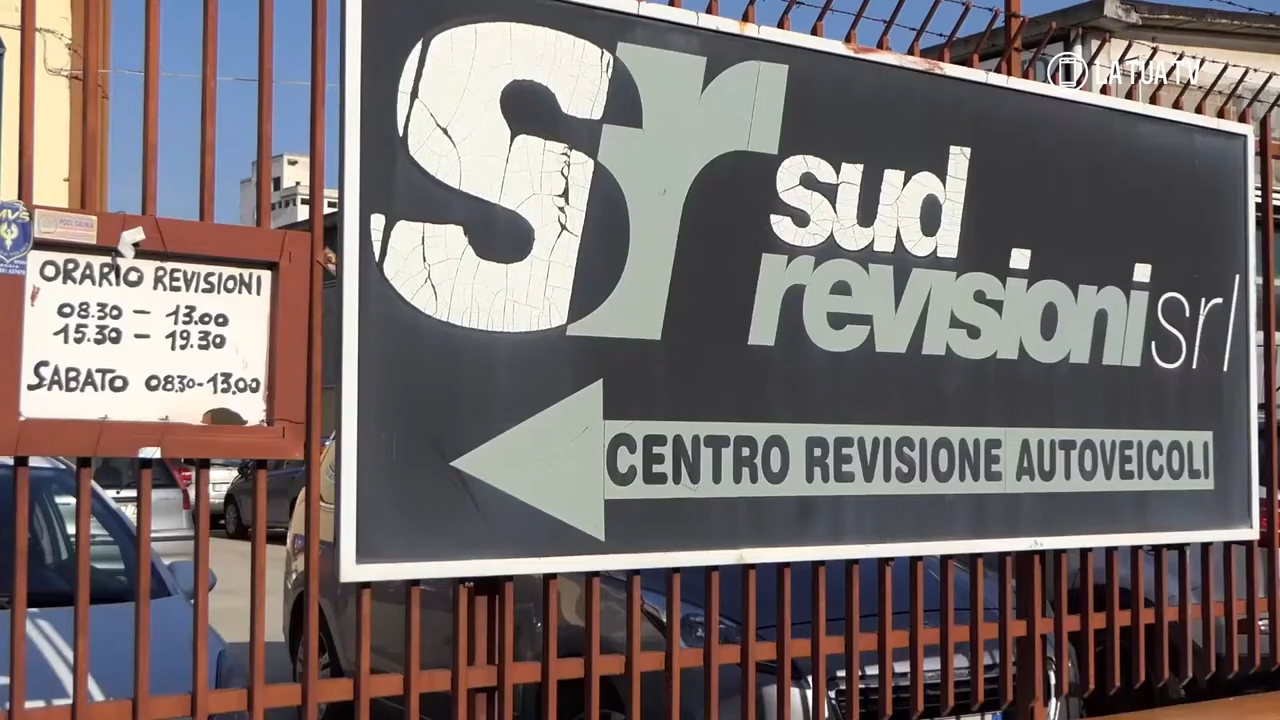 LA TUA TV
sr
sud
revisioni srl
CENTRO REVISIONE AUTOVEICOLI
ORARIO REVISIONI
08.30 - 13.00
15.30 - 19.30
SABATO 08.30-13.00